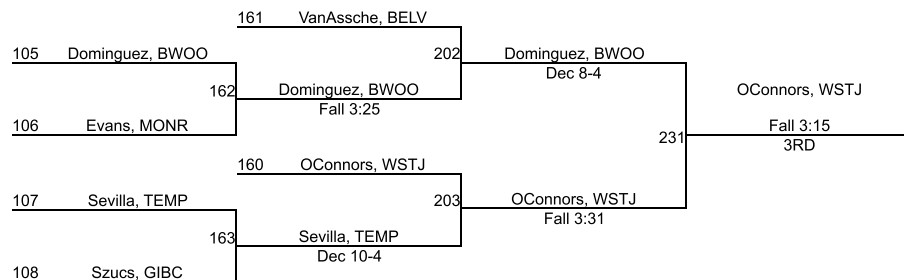 161 VanAssche, BELV
105 Dominguez, BWOO
202 Dominguez, BWOO
Dec 8-4
162 Dominguez, BWOO
Fall 3:25
OConnors, WSTJ
106 Evans, MONR
Fall 3:15
231
3RD
160 OConnors, WSTJ
107 Sevilla, TEMP
203 OConnors, WSTJ
Fall 3:31
163 Sevilla, TEMP
Dec 10-4
108 Szucs, GIBC